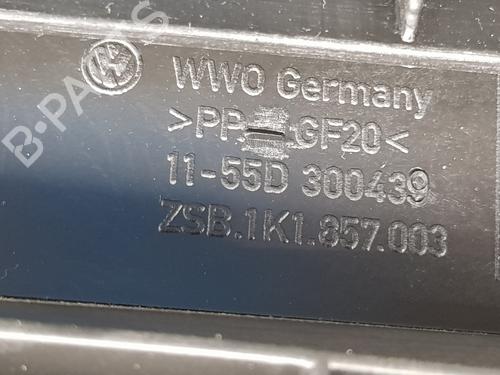 WWO Germany
>PP-GF20<
11-55D 300439
ZSB.1K1.857.003
B-PARTS